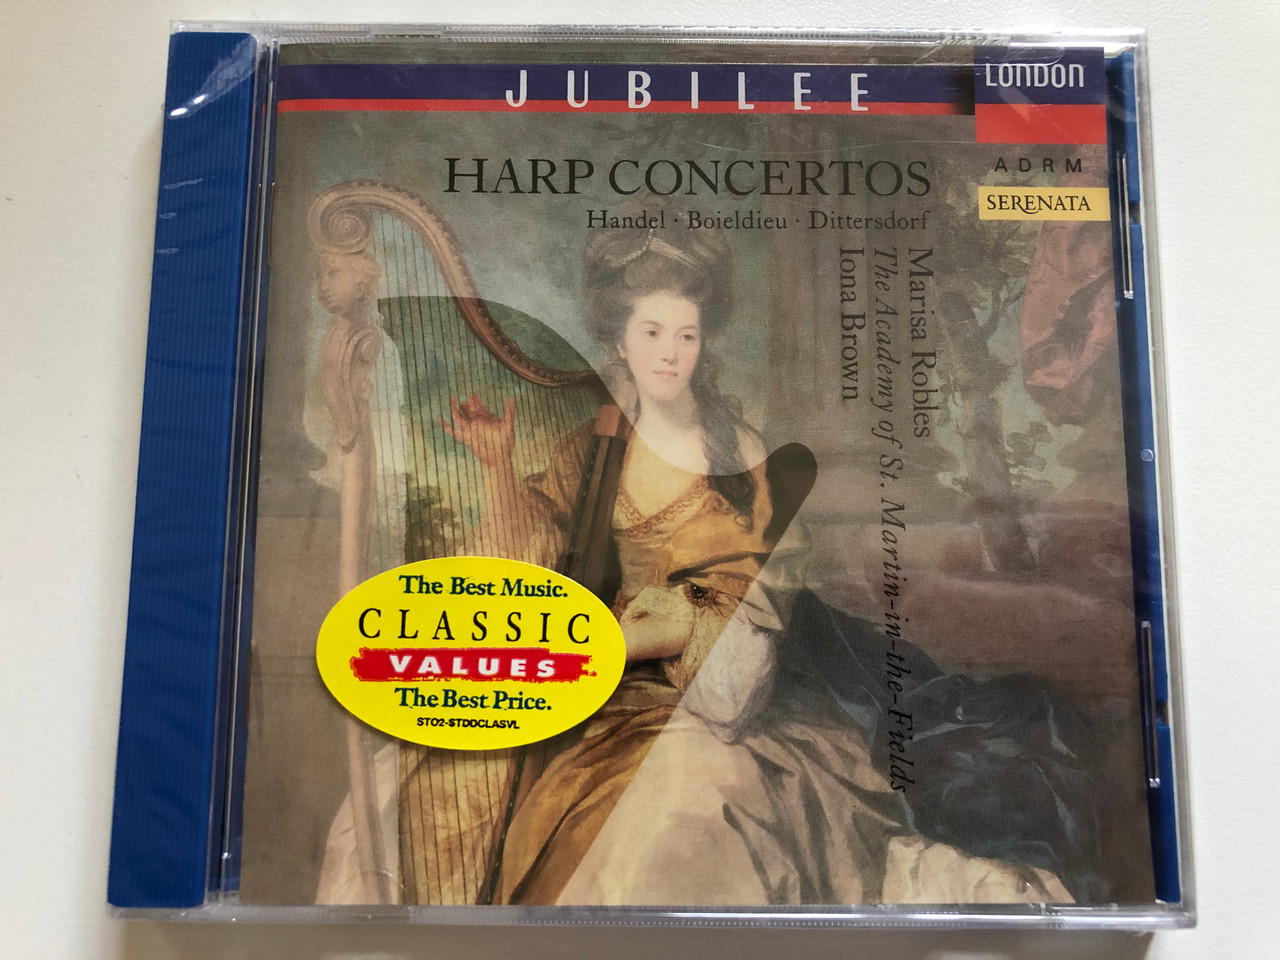 JUBILEE
LONDON
ADRM
SERENATA
HARP CONCERTOS
Handel · Boieldieu · Dittersdorf
Marisa Robles
The Academy of St. Martin-in-the-Fields
Iona Brown
The Best Music.
CLASSIC
VALUES
The Best Price.
STO2-STDDCLASVL